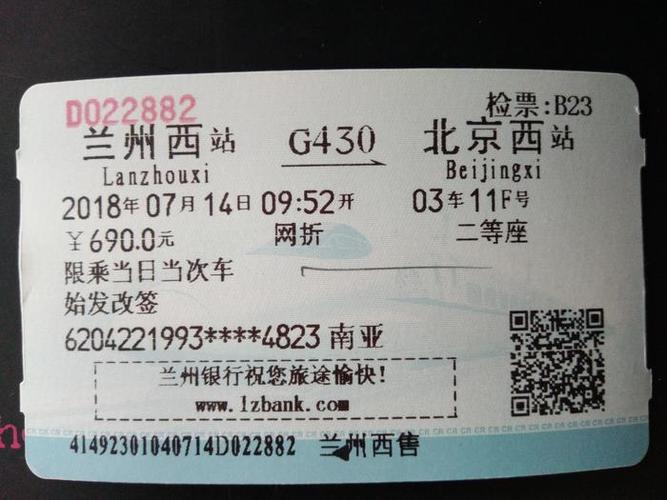 D022882 检票:B23
兰州西站 G430 北京西站
Lanzhouxi Beijingxi
2018年07月14日09:52开 03车11F号
￥690.0元 网折 二等座
限乘当日当次车
始发改签
6204221993****4823 南亚
兰州银行祝您旅途愉快!
www.lzbank.com
41492301040714D022882 兰州西售